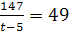 147/(t−5) = 49